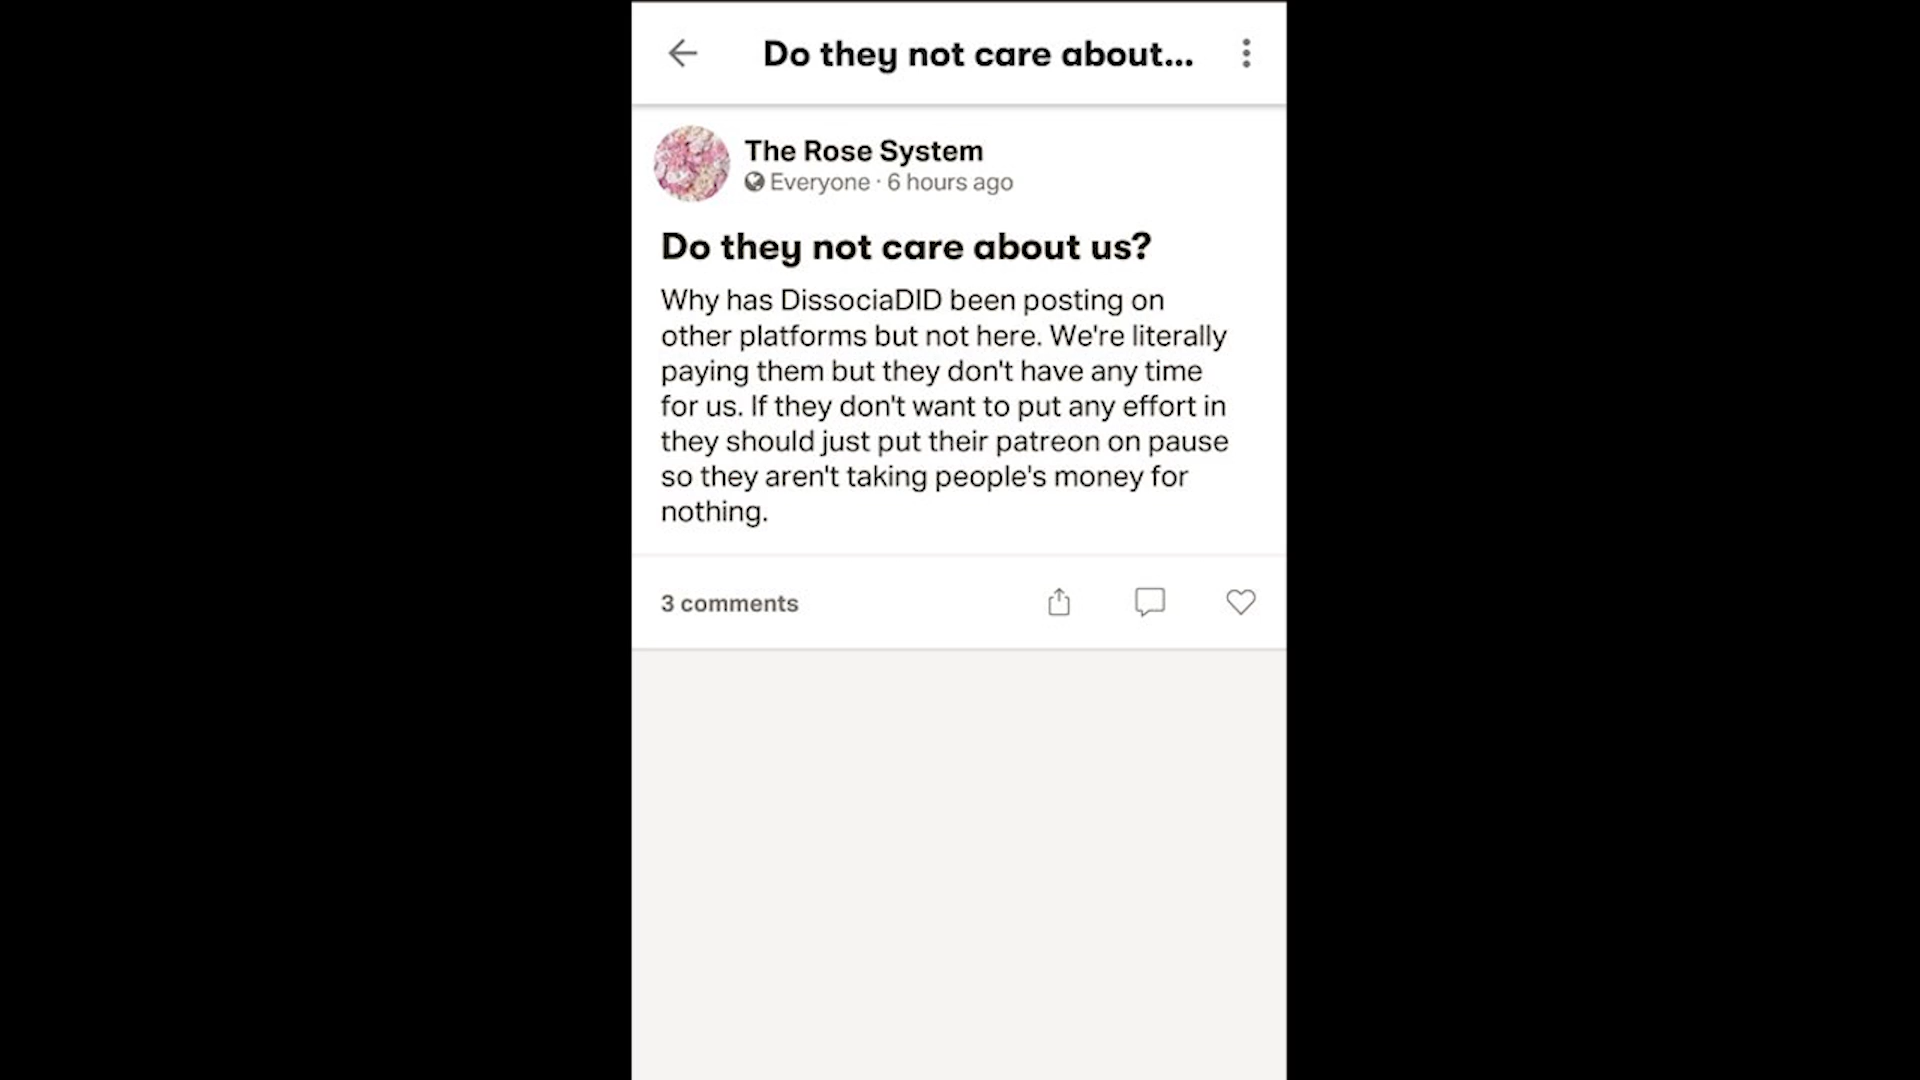 Do they not care about...
The Rose System
Everyone · 6 hours ago
Do they not care about us?
Why has DissociaDID been posting on
other platforms but not here. We're literally
paying them but they don't have any time
for us. If they don't want to put any effort in
they should just put their patreon on pause
so they aren't taking people's money for
nothing.
3 comments